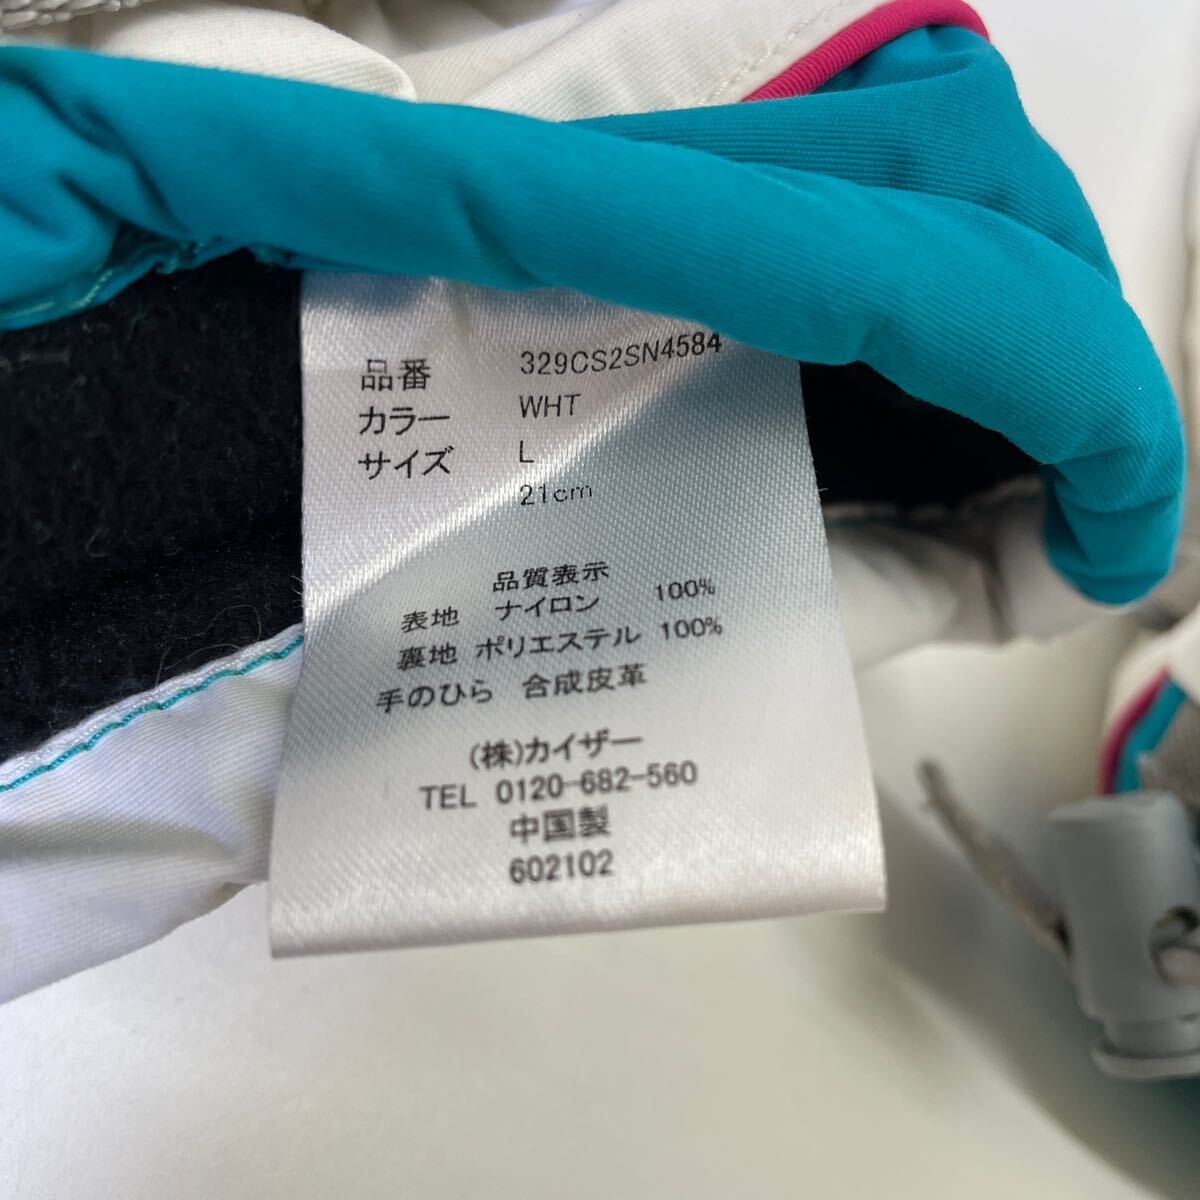 品番 329CS2SN4584
カラー WHT
サイズ L
21cm
品質表示
表地 ナイロン 100%
裏地 ポリエステル 100%
手のひら 合成皮革
(株)カイザー
TEL 0120-682-560
中国製
602102